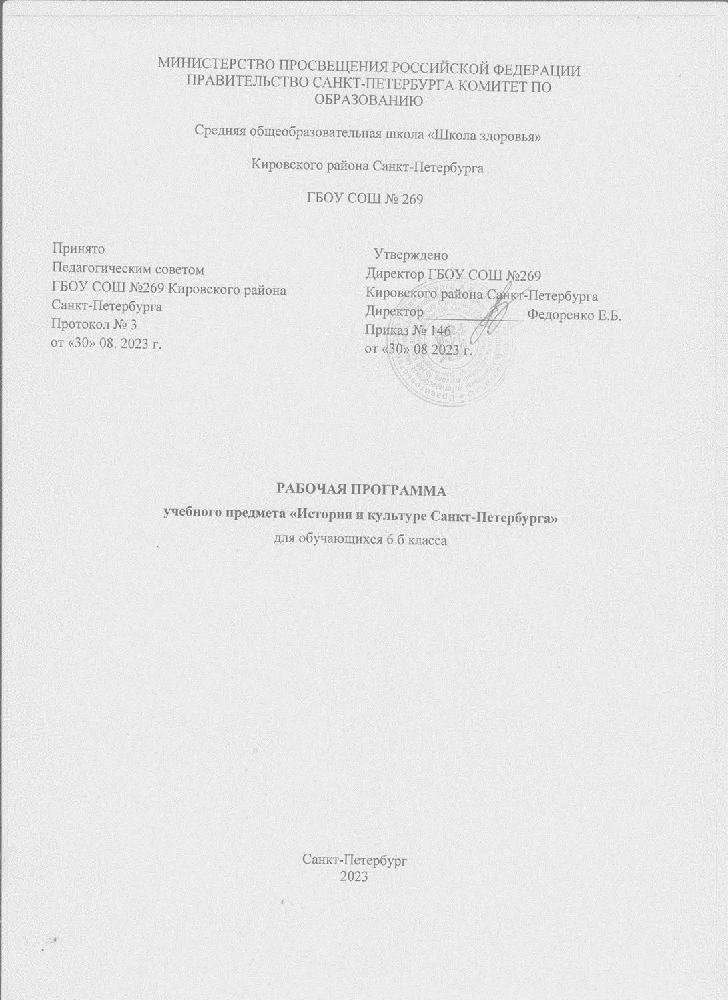 МИНИСТЕРСТВО ПРОСВЕЩЕНИЯ РОССИЙСКОЙ ФЕДЕРАЦИИ
ПРАВИТЕЛЬСТВО САНКТ-ПЕТЕРБУРГА КОМИТЕТ ПО
ОБРАЗОВАНИЮ
Средняя общеобразовательная школа «Школа здоровья»
Кировского района Санкт-Петербурга
ГБОУ СОШ № 269
Принято
Педагогическим советом
ГБОУ СОШ №269 Кировского района
Санкт-Петербурга
Протокол № 3
от «30» 08. 2023 г.
Утверждено
Директор ГБОУ СОШ №269
Кировского района Санкт-Петербурга
Директор______________ Федоренко Е.Б.
Приказ № 146
от «30» 08 2023 г.
РАБОЧАЯ ПРОГРАММА
учебного предмета «История и культуре Санкт-Петербурга»
для обучающихся 6 б класса
Санкт-Петербург
2023